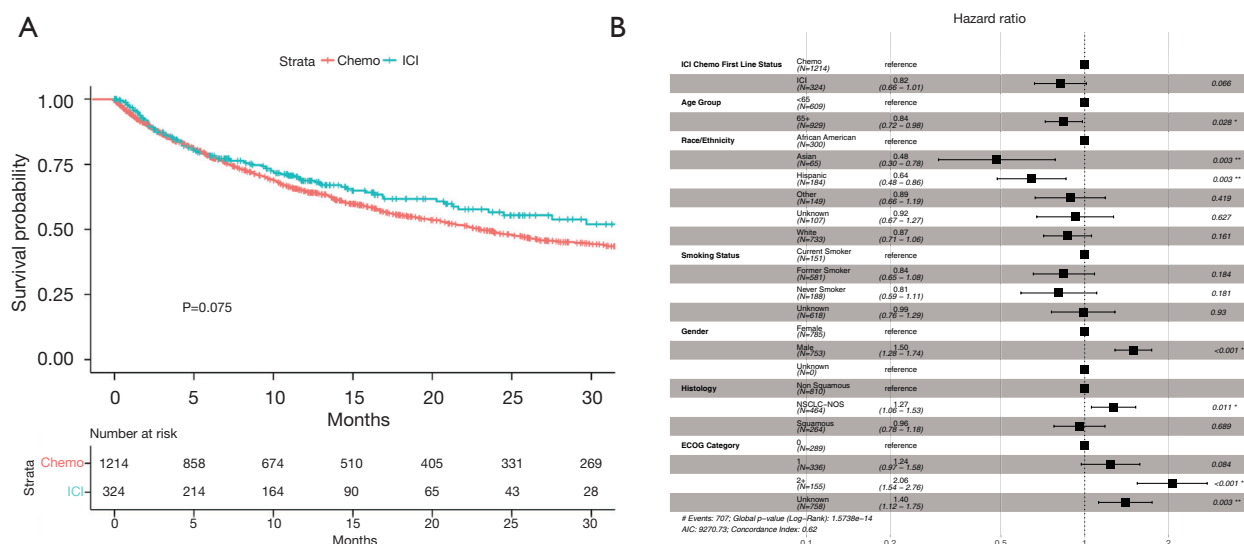 A
Strata Chemo ICI
1.00
0.75
0.50
0.25
0.00
Survival probability
P=0.075
0 5 10 15 20 25 30
Months
Number at risk
Strata
Chemo 1214 858 674 510 405 331 269
ICI 324 214 164 90 65 43 28
0 5 10 15 20 25 30
Months
B
Hazard ratio
ICI Chemo First Line Status Chemo (N=1214) reference
ICI (N=324) 0.82 (0.66 – 1.01) 0.066
Age Group <65 (N=609) reference
65+ (N=929) 0.84 (0.72 – 0.98) 0.028 *
Race/Ethnicity African American (N=300) reference
Asian (N=65) 0.48 (0.30 – 0.78) 0.003 **
Hispanic (N=184) 0.64 (0.48 – 0.86) 0.003 **
Other (N=149) 0.89 (0.66 – 1.19) 0.419
Unknown (N=107) 0.92 (0.67 – 1.27) 0.627
White (N=733) 0.87 (0.71 – 1.06) 0.161
Smoking Status Current Smoker (N=151) reference
Former Smoker (N=581) 0.84 (0.65 – 1.08) 0.184
Never Smoker (N=188) 0.81 (0.59 – 1.11) 0.181
Unknown (N=618) 0.99 (0.76 – 1.29) 0.93
Gender Female (N=785) reference
Male (N=753) 1.50 (1.28 – 1.74) <0.001 *
Unknown (N=0) reference
Histology Non Squamous (N=810) reference
NSCLC–NOS (N=464) 1.27 (1.06 – 1.53) 0.011 *
Squamous (N=264) 0.96 (0.78 – 1.18) 0.689
ECOG Category 0 (N=289) reference
1 (N=336) 1.24 (0.97 – 1.58) 0.084
2+ (N=155) 2.06 (1.54 – 2.76) <0.001 *
Unknown (N=758) 1.40 (1.12 – 1.75) 0.003 **
# Events: 707; Global p-value (Log–Rank): 1.5738e–14
AIC: 9270.73; Concordance Index: 0.62
0.1 0.2 0.5 1 2